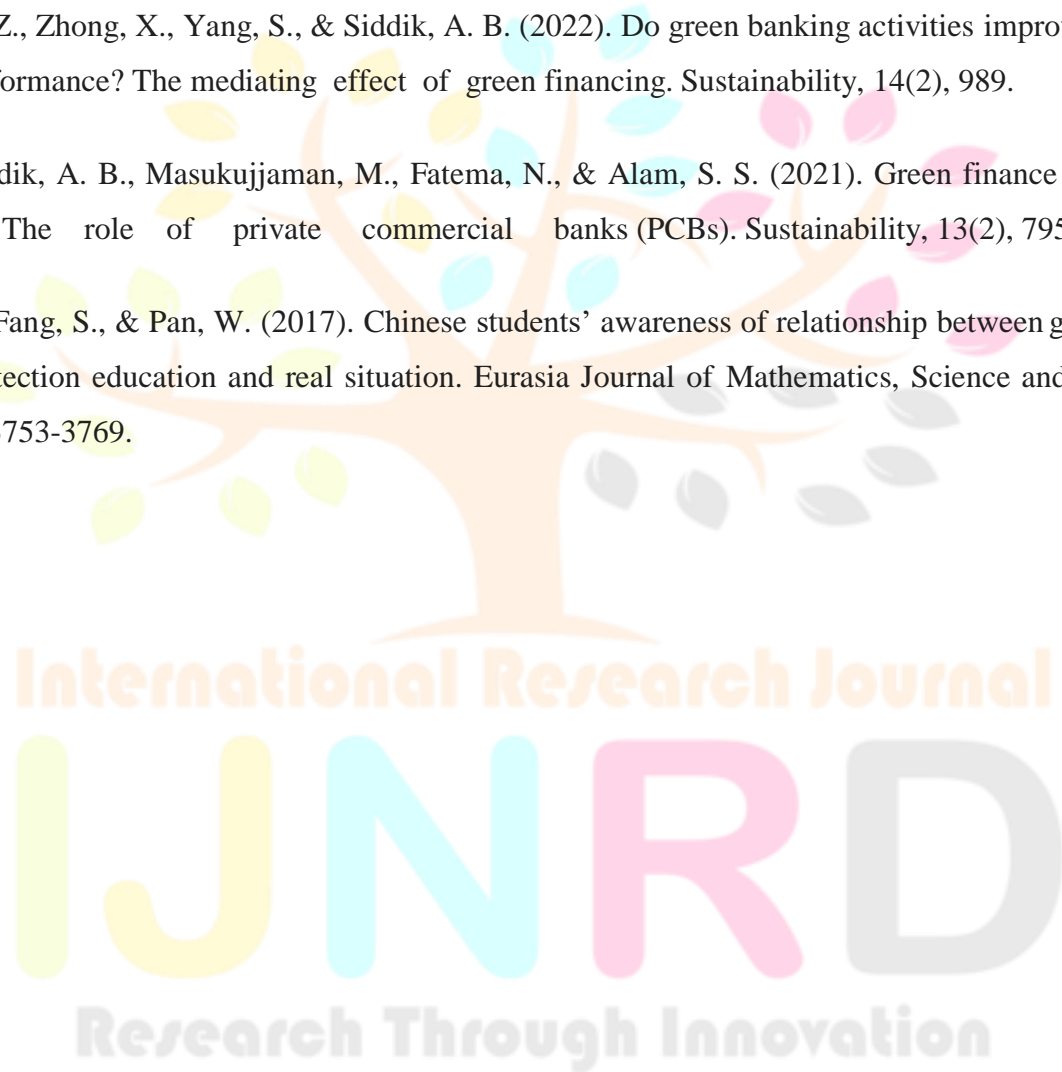 Z., Zhong, X., Yang, S., & Siddik, A. B. (2022). Do green banking activities impro
formance? The mediating effect of green financing. Sustainability, 14(2), 989.
dik, A. B., Masukujjaman, M., Fatema, N., & Alam, S. S. (2021). Green finance
The role of private commercial banks (PCBs). Sustainability, 13(2), 795
Fang, S., & Pan, W. (2017). Chinese students’ awareness of relationship between g
tection education and real situation. Eurasia Journal of Mathematics, Science and
753-3769.
International Research Journal
IJNRD
Research Through Innovation